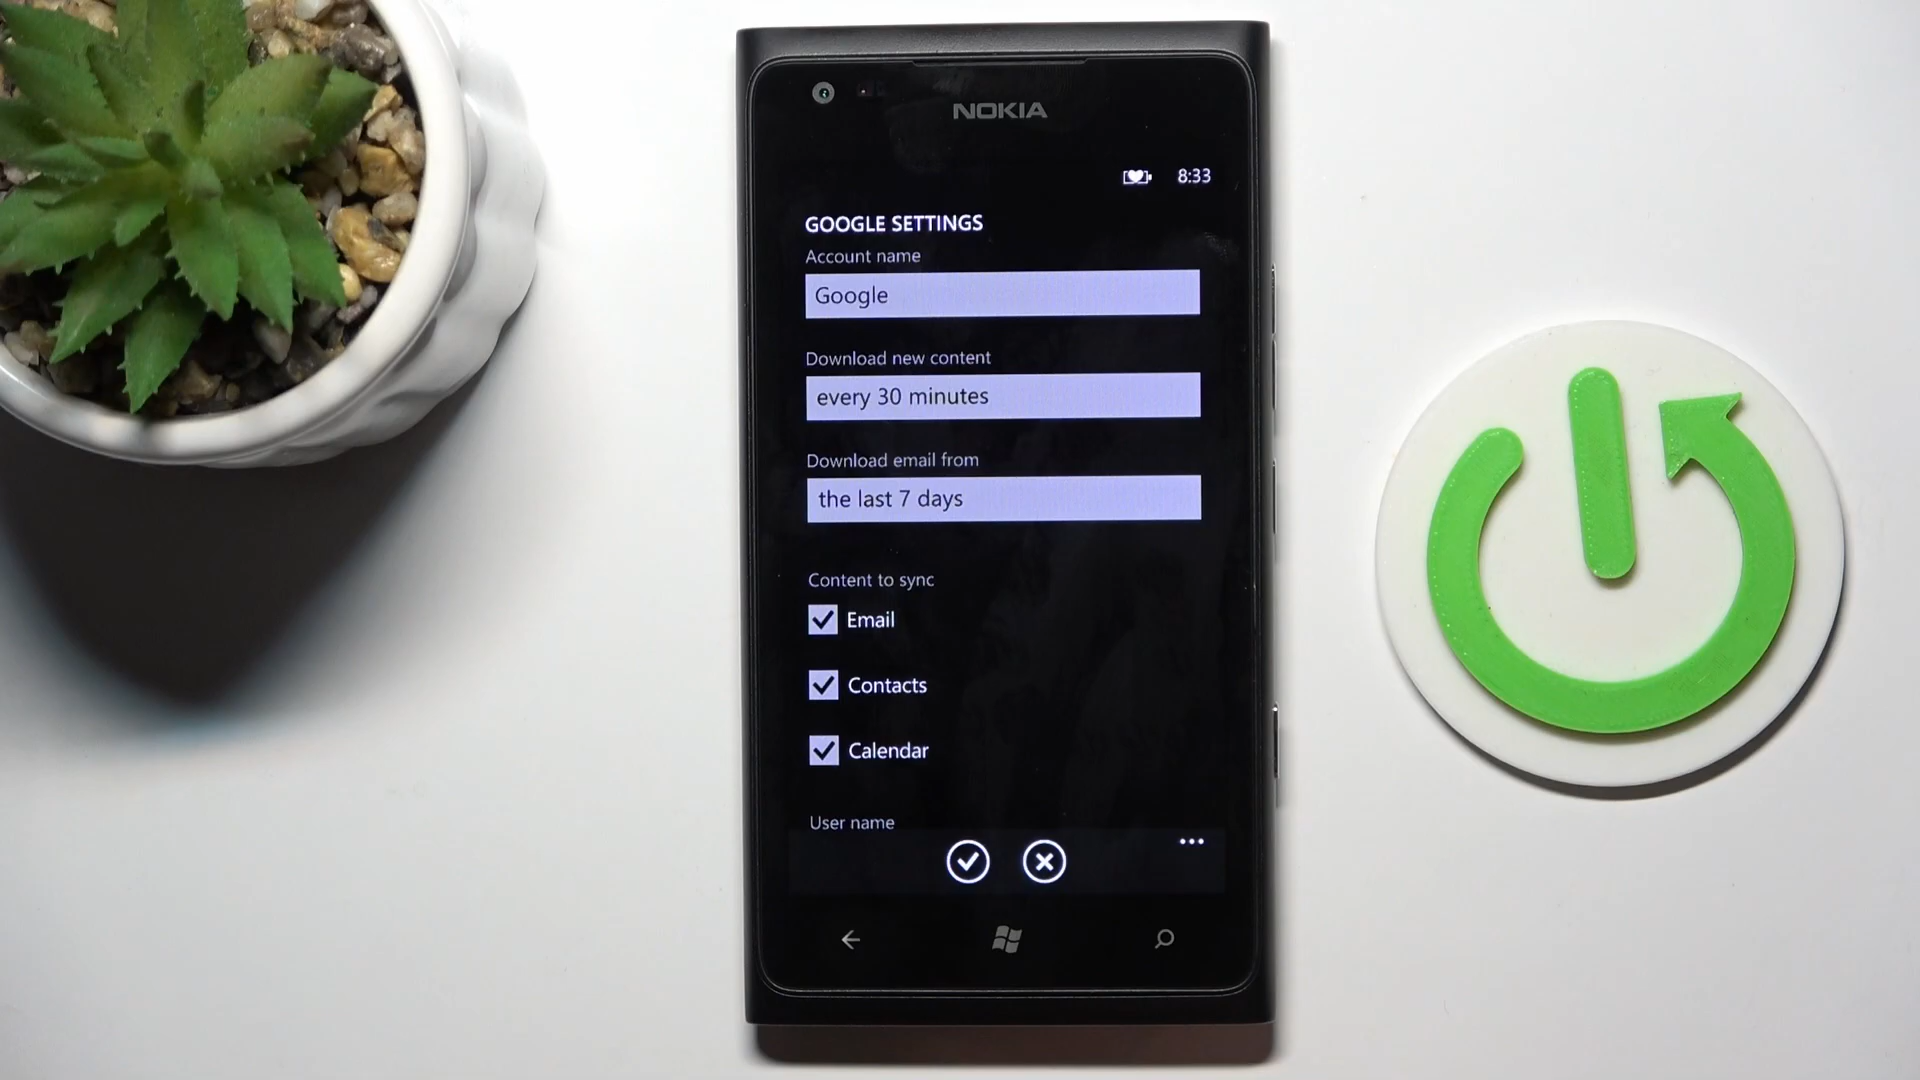 NOKIA
8:33
GOOGLE SETTINGS
Account name
Google
Download new content
every 30 minutes
Download email from
the last 7 days
Content to sync
Email
Contacts
Calendar
User name